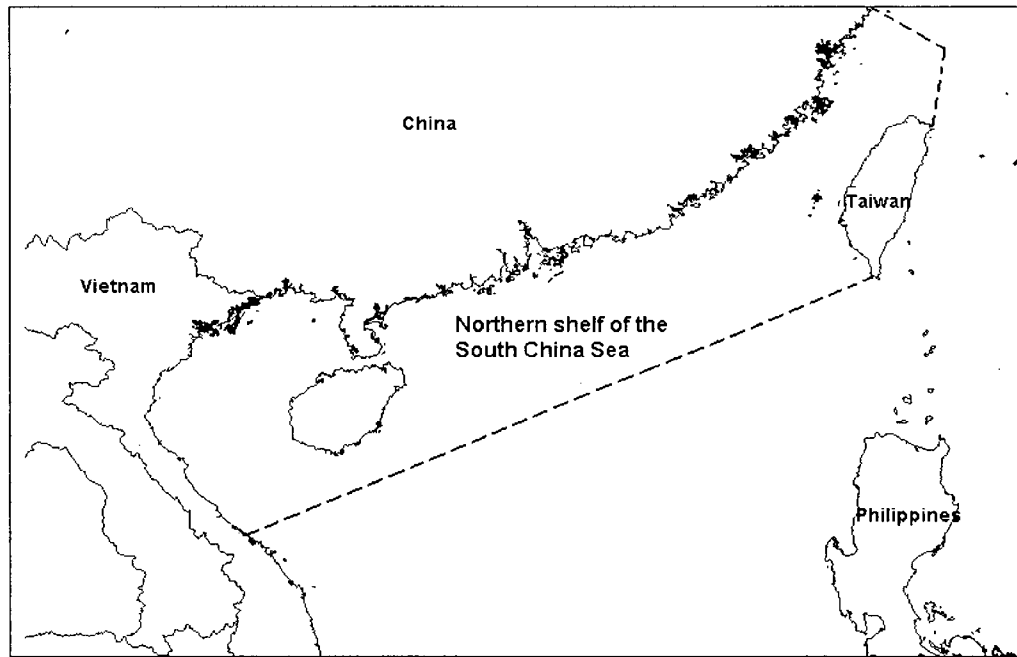 China
Taiwan
Vietnam
Northern shelf of the
South China Sea
Philippines